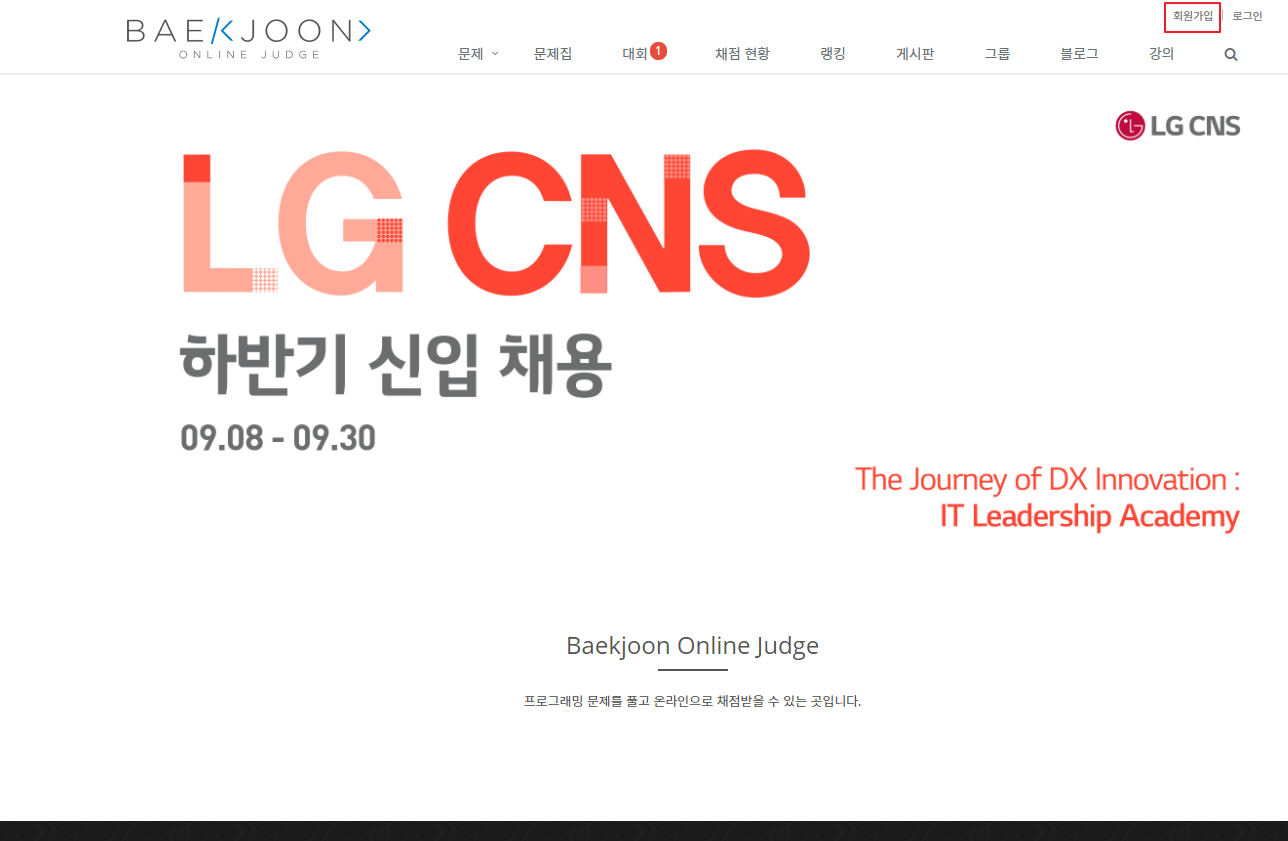 회원가입 로그인
BAEKJOON
ONLINE JUDGE
문제 문제집 대회 1 채점 현황 랭킹 게시판 그룹 블로그 강의
LG CNS
LG CNS
하반기 신입 채용
09.08 - 09.30
The Journey of DX Innovation :
IT Leadership Academy
Baekjoon Online Judge
프로그래밍 문제를 풀고 온라인으로 채점받을 수 있는 곳입니다.